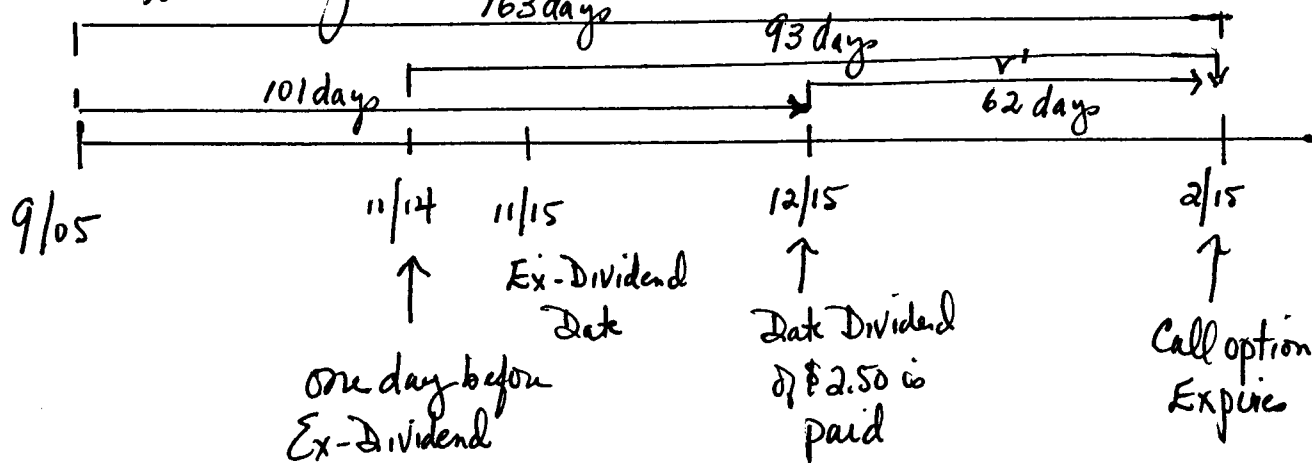 163 days
93 days
101 days
r'
62 days
9/05
11/14
11/15
12/15
2/15
Ex-Dividend
Date
one day before
Ex-Dividend
Date Dividend
of $2.50 is
paid
Call option
Expires